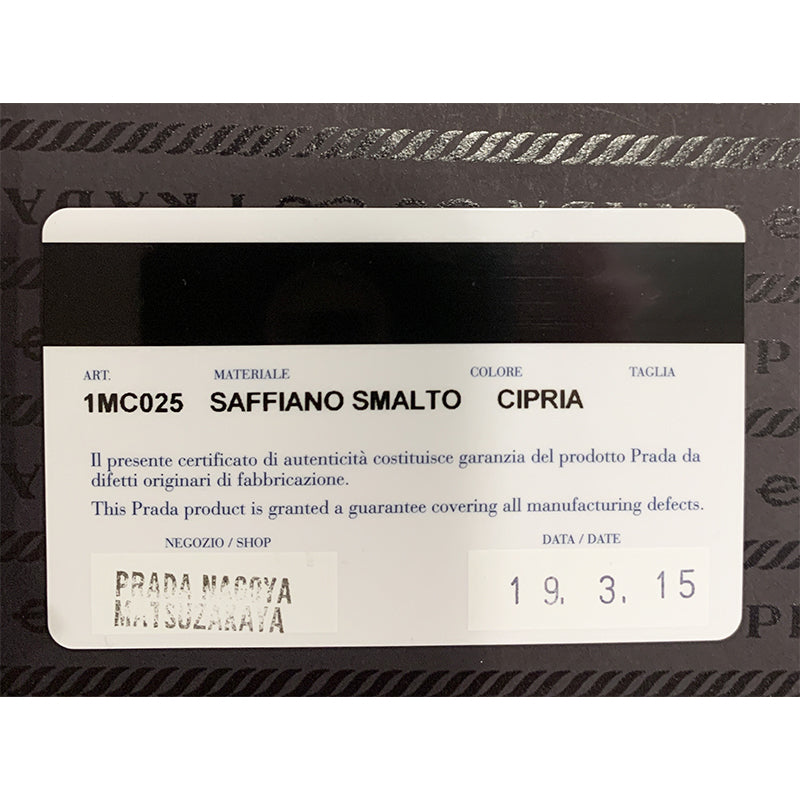 ART. MATERIALE COLORE TAGLIA
1MC025 SAFFIANO SMALTO CIPRIA
Il presente certificato di autenticità costituisce garanzia del prodotto Prada da
difetti originari di fabbricazione.
This Prada product is granted a guarantee covering all manufacturing defects.
NEGOZIO / SHOP DATA / DATE
PRADA NAGOYA
MATSUZAKAYA
19. 3. 15